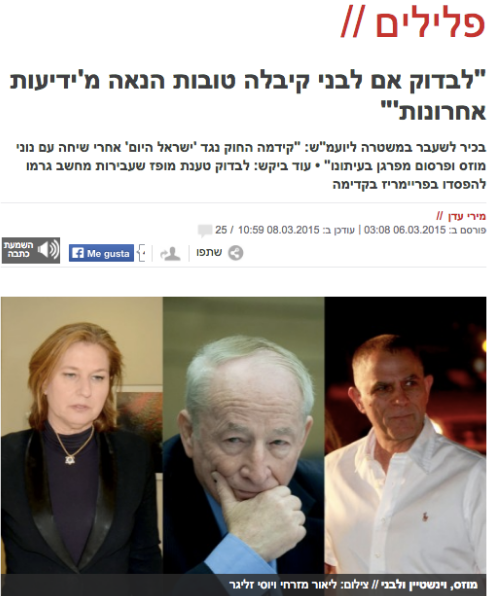 פלילים //
"לבדוק אם לבני קיבלה טובות הנאה מ'ידיעות
אחרונות'"
בכיר לשעבר במשטרה ליועמ"ש: "קידמה החוק נגד 'ישראל היום' אחרי שיחה עם נוני
מוזס ופרסום מפרגן בעיתונו" • עוד ביקש: לבדוק טענת מופז שעבירות מחשב גרמו
להפסדו בפריימריז בקדימה
מירי עדן //
פורסם ב: 06.03.2015 03:08 | עודכן ב: 08.03.2015 10:59 / 25
שתפו
Me gusta
השמעת
כתבה
מוזס, וינשטיין ולבני // צילום: ליאור מזרחי ויוסי זליגר